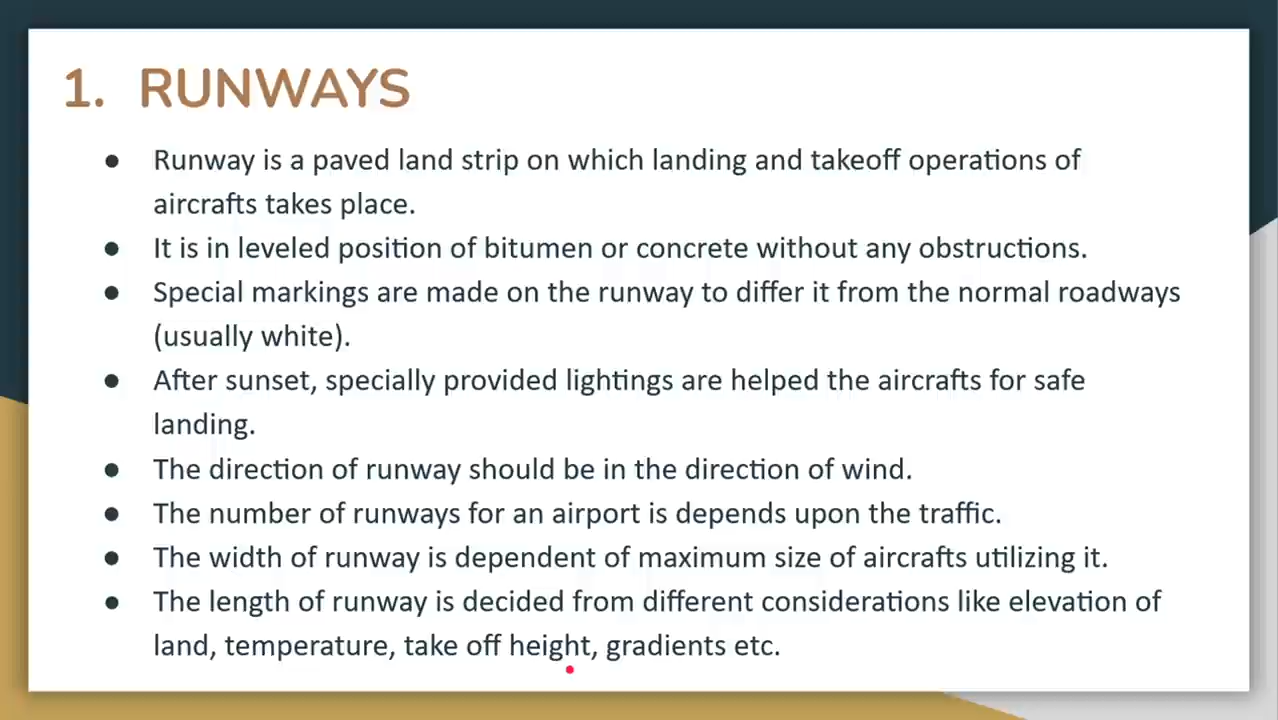 1. RUNWAYS
● Runway is a paved land strip on which landing and takeoff operations of
aircrafts takes place.
● It is in leveled position of bitumen or concrete without any obstructions.
● Special markings are made on the runway to differ it from the normal roadways
(usually white).
● After sunset, specially provided lightings are helped the aircrafts for safe
landing.
● The direction of runway should be in the direction of wind.
● The number of runways for an airport is depends upon the traffic.
● The width of runway is dependent of maximum size of aircrafts utilizing it.
● The length of runway is decided from different considerations like elevation of
land, temperature, take off height, gradients etc.